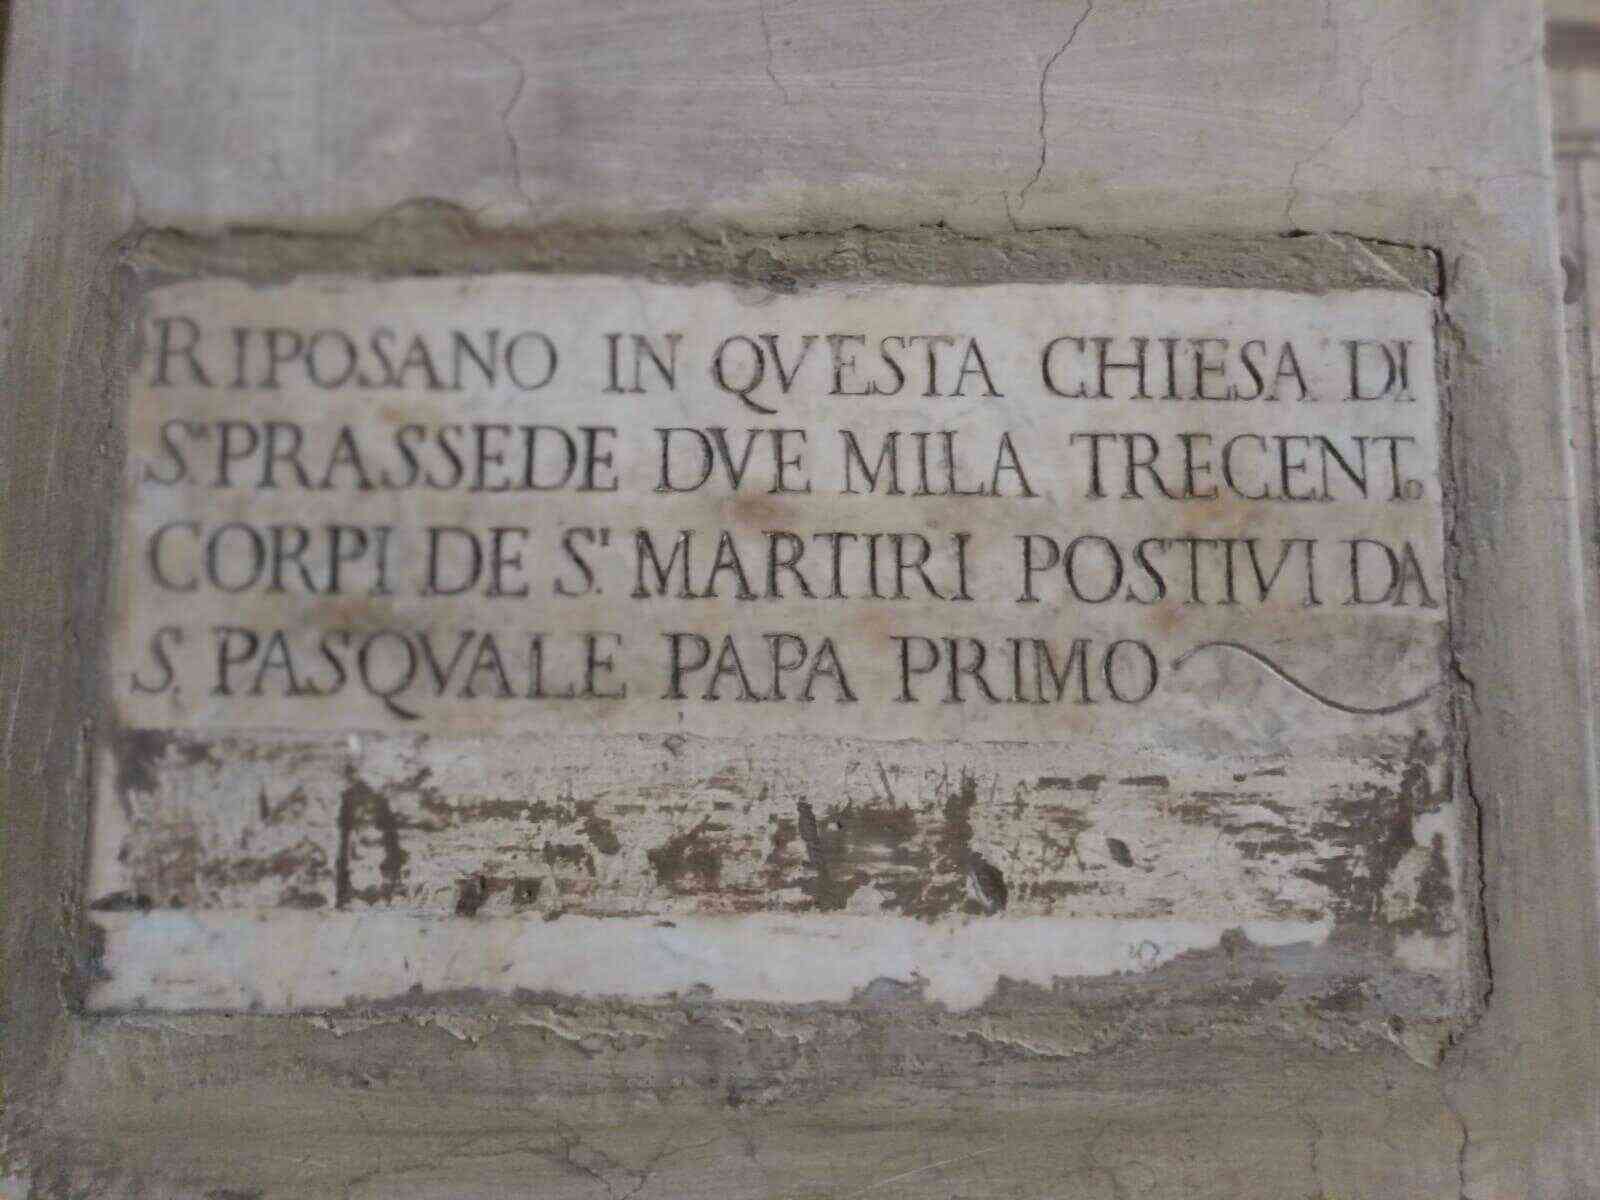 RIPOSANO IN QVESTA CHIESA DI
S.ᵃ PRASSEDE DVE MILA TRECENT.º
CORPI DE S.ᵗⁱ MARTIRI POSTIVI DA
S. PASQVALE PAPA PRIMO